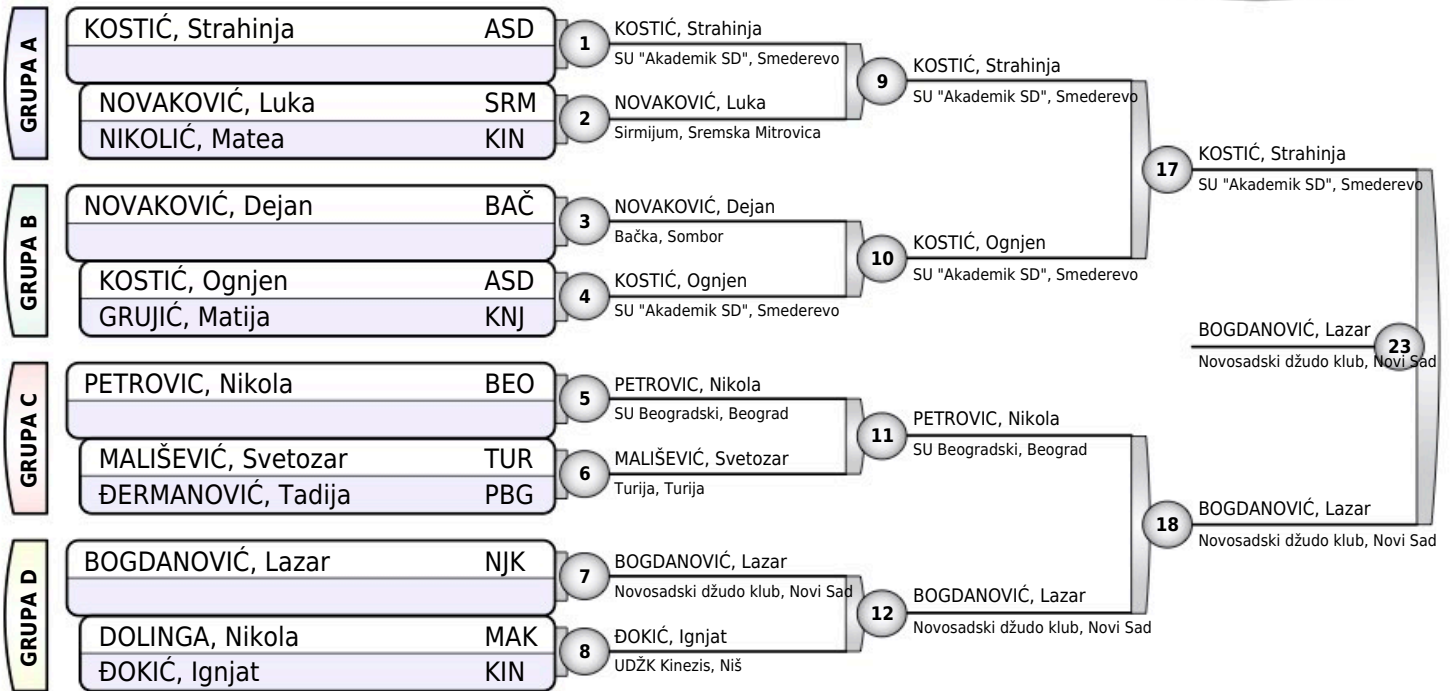 GRUPA A
KOSTIĆ, Strahinja ASD
NOVAKOVIĆ, Luka SRM
NIKOLIĆ, Matea KIN
GRUPA B
NOVAKOVIĆ, Dejan BAČ
KOSTIĆ, Ognjen ASD
GRUJIĆ, Matija KNJ
GRUPA C
PETROVIC, Nikola BEO
MALIŠEVIĆ, Svetozar TUR
ĐERMANOVIĆ, Tadija PBG
GRUPA D
BOGDANOVIĆ, Lazar NJK
DOLINGA, Nikola MAK
ĐOKIĆ, Ignjat KIN
1
KOSTIĆ, Strahinja
SU "Akademik SD", Smederevo
2
NOVAKOVIĆ, Luka
Sirmijum, Sremska Mitrovica
3
NOVAKOVIĆ, Dejan
Bačka, Sombor
4
KOSTIĆ, Ognjen
SU "Akademik SD", Smederevo
5
PETROVIC, Nikola
SU Beogradski, Beograd
6
MALIŠEVIĆ, Svetozar
Turija, Turija
7
BOGDANOVIĆ, Lazar
Novosadski džudo klub, Novi Sad
8
ĐOKIĆ, Ignjat
UDŽK Kinezis, Niš
9
KOSTIĆ, Strahinja
SU "Akademik SD", Smederevo
10
KOSTIĆ, Ognjen
SU "Akademik SD", Smederevo
11
PETROVIC, Nikola
SU Beogradski, Beograd
12
BOGDANOVIĆ, Lazar
Novosadski džudo klub, Novi Sad
17
KOSTIĆ, Strahinja
SU "Akademik SD", Smederevo
18
BOGDANOVIĆ, Lazar
Novosadski džudo klub, Novi Sad
BOGDANOVIĆ, Lazar
23
Novosadski džudo klub, Novi Sad